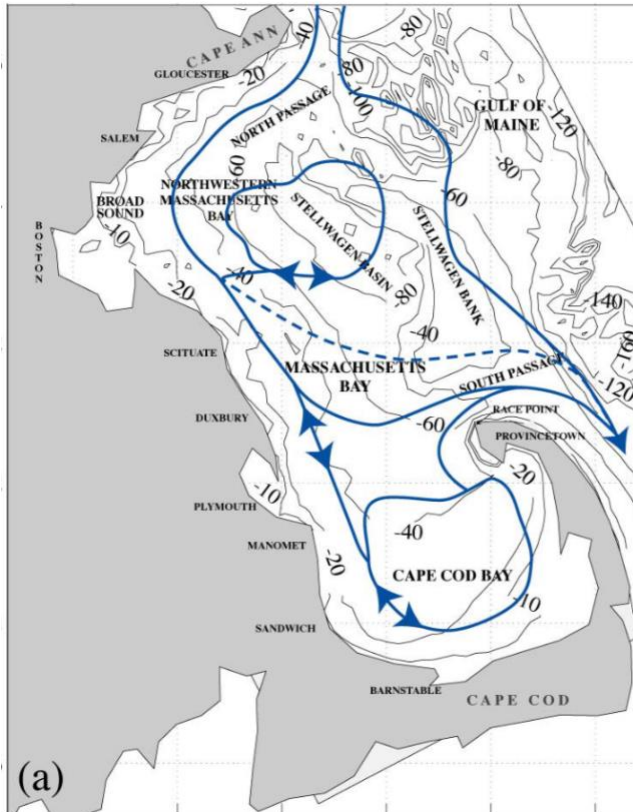 -40
-80
CAPE ANN
-20
GLOUCESTER
-80
-100
GULF OF
MAINE
-120
NORTH PASSAGE
SALEM
-80
60
NORTHWESTERN
MASSACHUSETTS
BAY
-60
BROAD
SOUND
-10
BOSTON
STELLWAGEN BASIN
STELLWAGEN BANK
-40
-20
-80
-140
-160
-40
SCITUATE
MASSACHUSETTS
BAY
SOUTH PASSAGE
-120
DUXBURY
-60
RACE POINT
PROVINCETOWN
-20
-10
PLYMOUTH
-40
MANOMET
-20
CAPE COD BAY
-10
SANDWICH
BARNSTABLE
CAPE COD
(a)